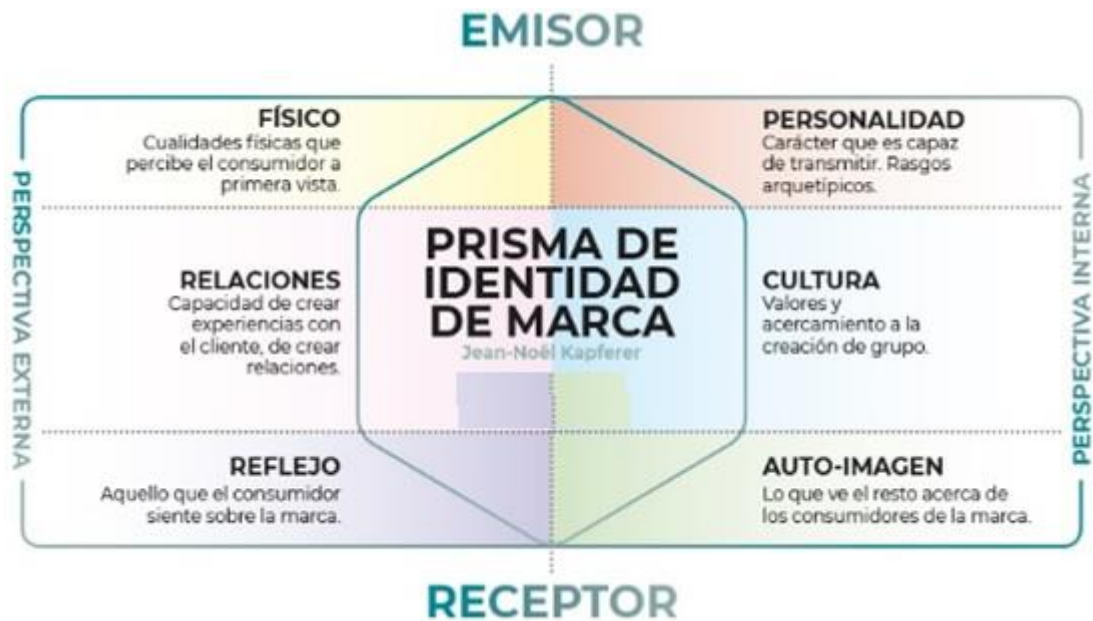 EMISOR
FÍSICO
Cualidades físicas que
percibe el consumidor a
primera vista.
PERSONALIDAD
Carácter que es capaz
de transmitir. Rasgos
arquetípicos.
PERSPECTIVA EXTERNA
RELACIONES
Capacidad de crear
experiencias con
el cliente, de crear
relaciones.
PRISMA DE
IDENTIDAD
DE MARCA
Jean-Noël Kapferer
CULTURA
Valores y
acercamiento a la
creación de grupo.
PERSPECTIVA INTERNA
REFLEJO
Aquello que el consumidor
siente sobre la marca.
AUTO-IMAGEN
Lo que ve el resto acerca de
los consumidores de la marca.
RECEPTOR